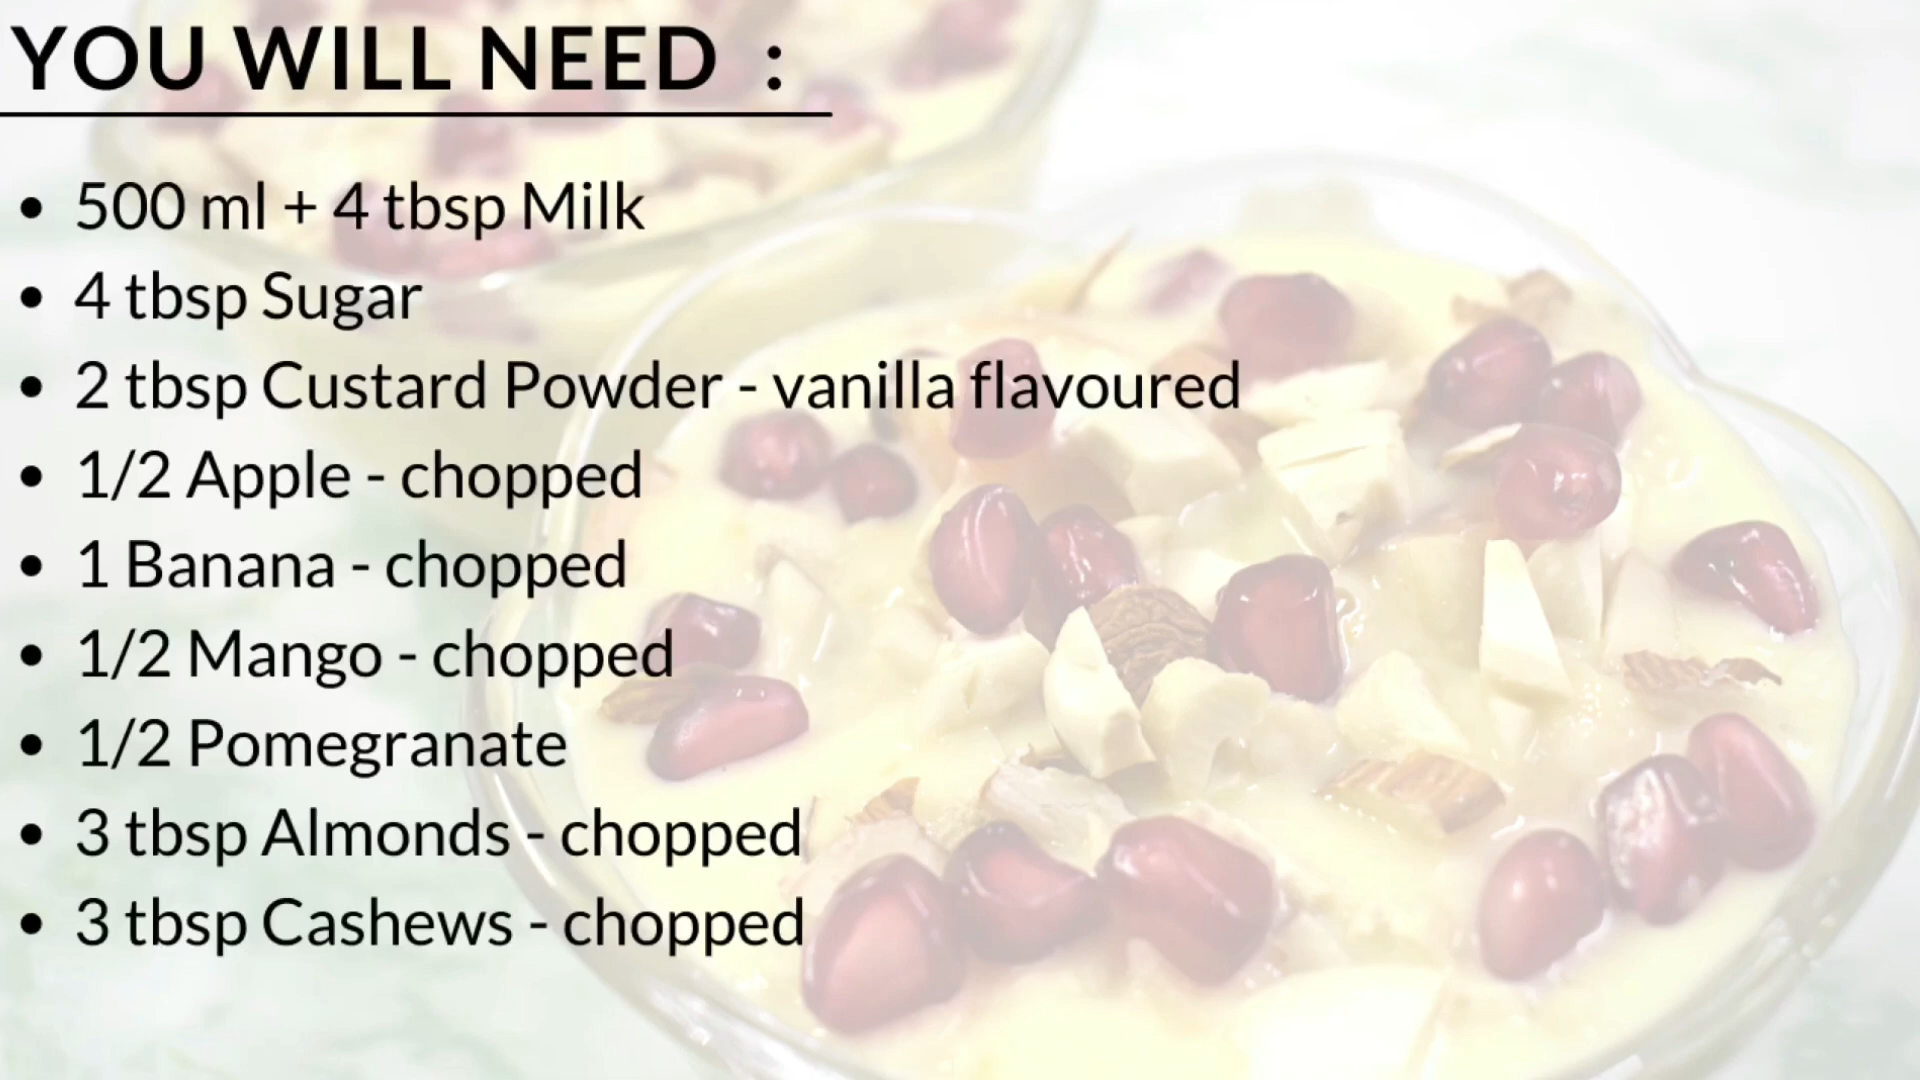 YOU WILL NEED :
• 500 ml + 4 tbsp Milk
• 4 tbsp Sugar
• 2 tbsp Custard Powder - vanilla flavoured
• 1/2 Apple - chopped
• 1 Banana - chopped
• 1/2 Mango - chopped
• 1/2 Pomegranate
• 3 tbsp Almonds - chopped
• 3 tbsp Cashews - chopped